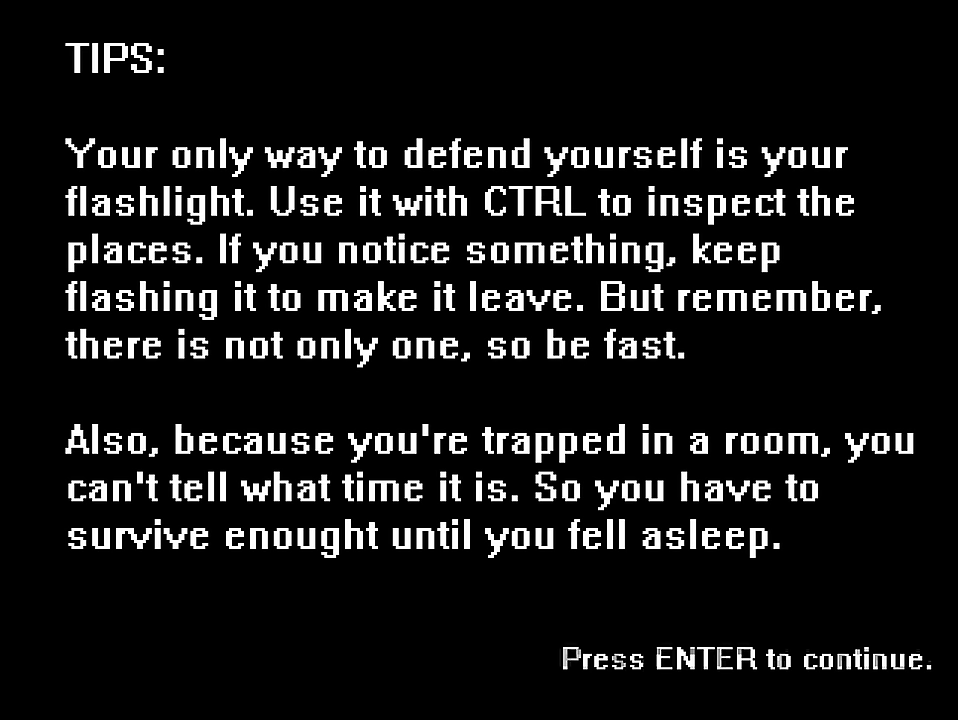 TIPS:
Your only way to defend yourself is your
flashlight. Use it with CTRL to inspect the
places. If you notice something, keep
flashing it to make it leave. But remember,
there is not only one, so be fast.
Also, because you're trapped in a room, you
can't tell what time it is. So you have to
survive enought until you fell asleep.
Press ENTER to continue.